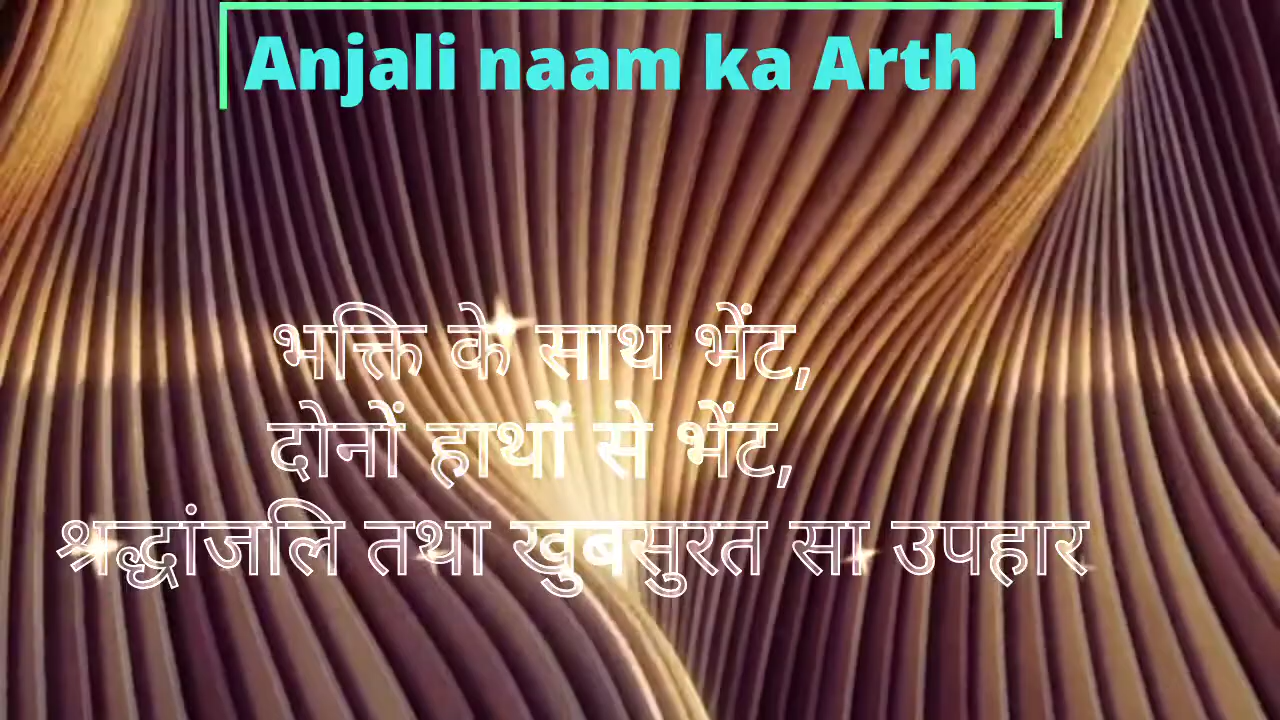 Anjali naam ka Arth
भक्ति के साथ भेंट,
दोनों हाथों से भेंट,
श्रद्धांजलि तथा खुबसुरत सा उपहार